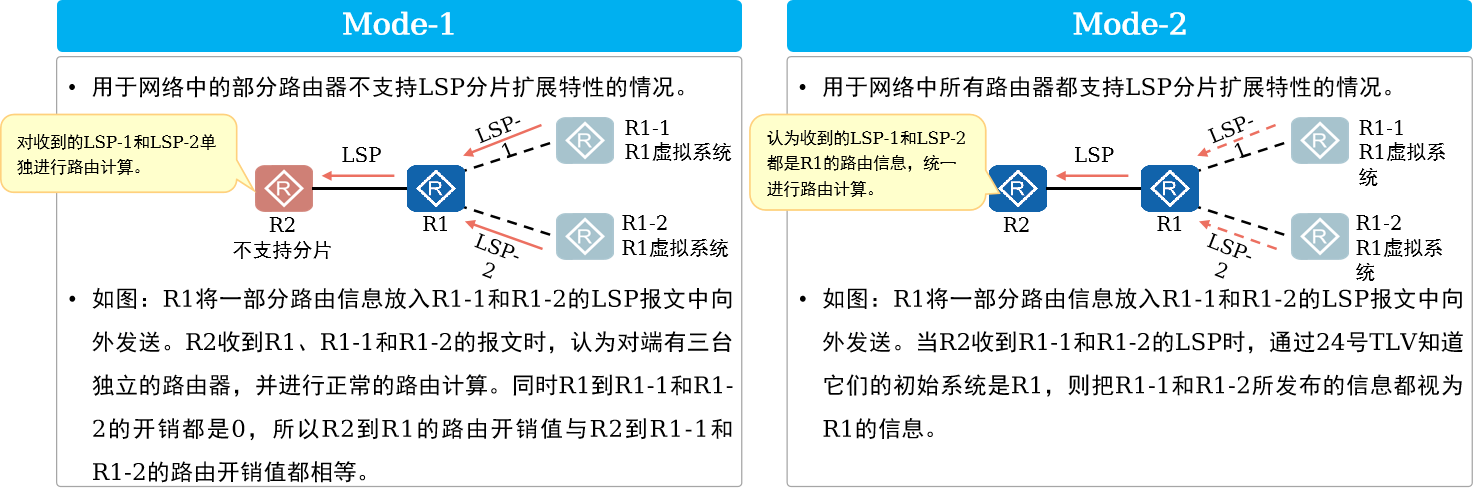 Mode-1
• 用于网络中的部分路由器不支持LSP分片扩展特性的情况。
对收到的LSP-1和LSP-2单
独进行路由计算。
LSP
LSP-
1
R1-1
R1虚拟系统
R
R
R
R
R2
不支持分片
R1
LSP-
2
R1-2
R1虚拟系统
• 如图：R1将一部分路由信息放入R1-1和R1-2的LSP报文中向
外发送。R2收到R1、R1-1和R1-2的报文时，认为对端有三台
独立的路由器，并进行正常的路由计算。同时R1到R1-1和R1-
2的开销都是0，所以R2到R1的路由开销值与R2到R1-1和
R1-2的路由开销值都相等。
Mode-2
• 用于网络中所有路由器都支持LSP分片扩展特性的情况。
认为收到的LSP-1和LSP-2
都是R1的路由信息，统一
进行路由计算。
LSP
LSP-
1
R1-1
R1虚拟系
统
R
R
R
R
R2
R1
LSP-
2
R1-2
R1虚拟系
统
• 如图：R1将一部分路由信息放入R1-1和R1-2的LSP报文中向
外发送。当R2收到R1-1和R1-2的LSP时，通过24号TLV知道
它们的初始系统是R1，则把R1-1和R1-2所发布的信息都视为
R1的信息。